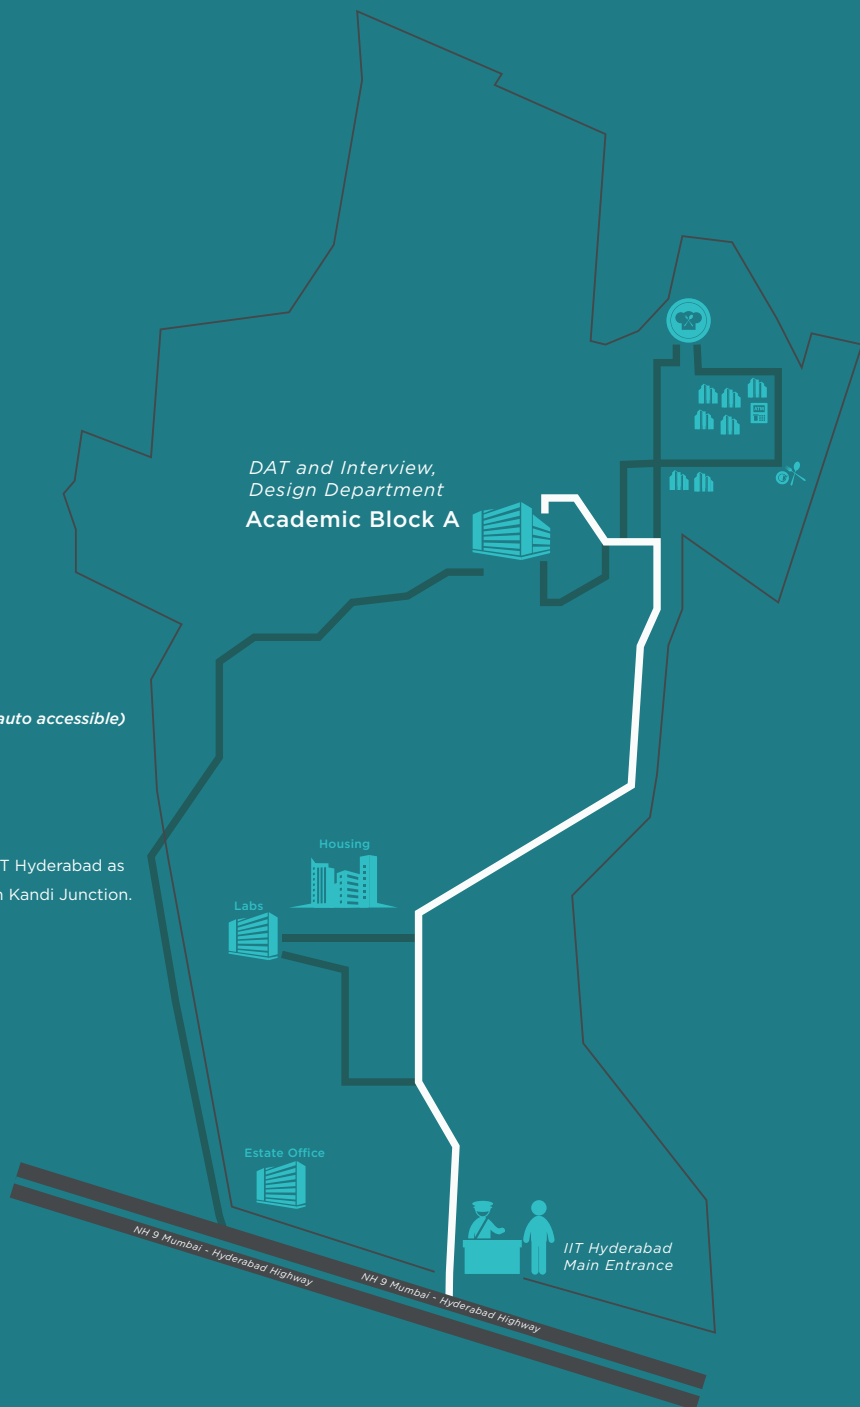 DAT and Interview,
Design Department
Academic Block A
auto accessible)
Housing
T Hyderabad as
Kandi Junction.
Labs
Estate Office
IIT Hyderabad
Main Entrance
NH 9 Mumbai - Hyderabad Highway
NH 9 Mumbai - Hyderabad Highway